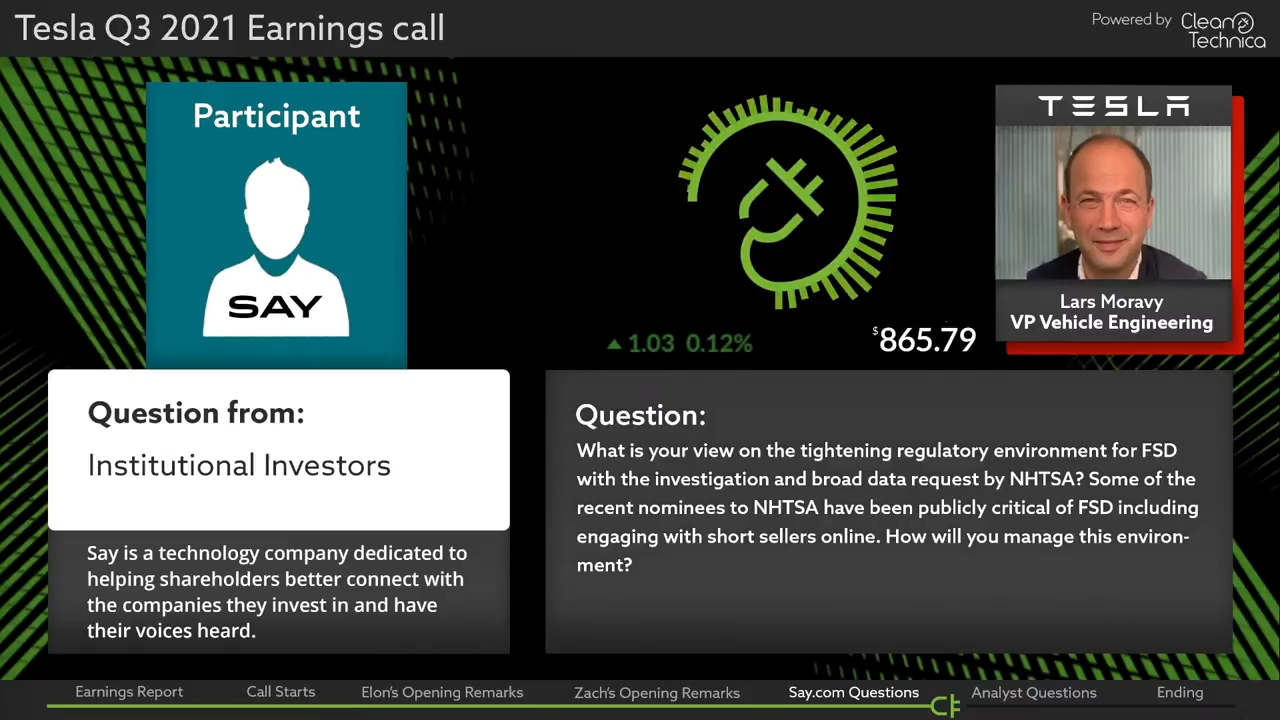 Tesla Q3 2021 Earnings call
Powered by
CleanTechnica
Participant
SAY
TESLA
Lars Moravy
VP Vehicle Engineering
▲ 1.03 0.12%
$865.79
Question from:
Institutional Investors
Say is a technology company dedicated to
helping shareholders better connect with
the companies they invest in and have
their voices heard.
Question:
What is your view on the tightening regulatory environment for FSD
with the investigation and broad data request by NHTSA? Some of the
recent nominees to NHTSA have been publicly critical of FSD including
engaging with short sellers online. How will you manage this environ-
ment?
Earnings Report
Call Starts
Elon's Opening Remarks
Zach's Opening Remarks
Say.com Questions
Analyst Questions
Ending